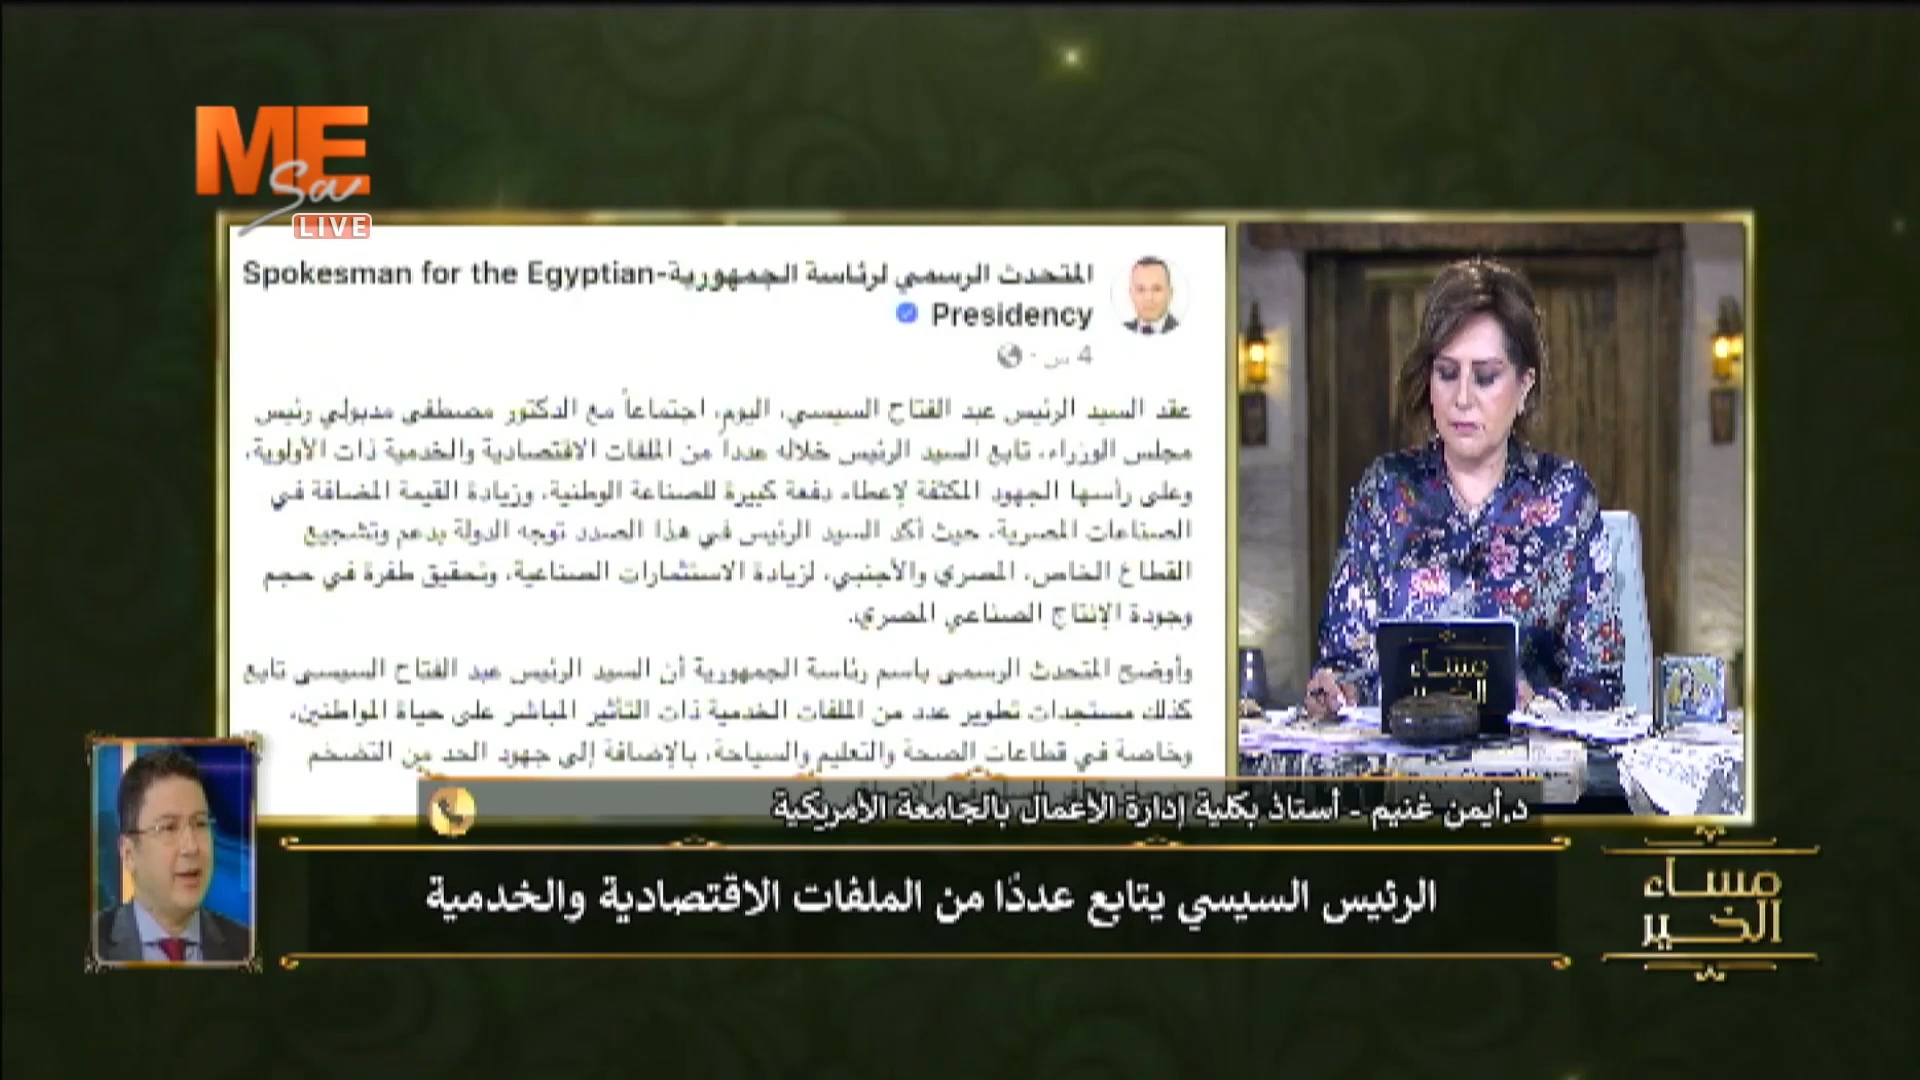 ME
Sat
LIVE
المتحدث الرسمي لرئاسة الجمهورية-Spokesman for the Egyptian
Presidency
4 س
عقد السيد الرئيس عبد الفتاح السيسي، اليوم، اجتماعاً مع الدكتور مصطفى مدبولي رئيس
مجلس الوزراء، تابع السيد الرئيس خلاله عدداً من الملفات الاقتصادية والخدمية ذات الأولوية،
وعلى رأسها الجهود المكثفة لإعطاء دفعة كبيرة للصناعة الوطنية، وزيادة القيمة المضافة في
الصناعات المصرية، حيث أكد السيد الرئيس في هذا الصدد توجه الدولة بدعم وتشجيع
القطاع الخاص، المصري والأجنبي، لزيادة الاستثمارات الصناعية، وتحقيق طفرة في حجم
وجودة الإنتاج الصناعي المصري.
وأوضح المتحدث الرسمي باسم رئاسة الجمهورية أن السيد الرئيس عبد الفتاح السيسي تابع
كذلك مستجدات تطوير عدد من الملفات الخدمية ذات التأثير المباشر على حياة المواطنين،
وخاصة في قطاعات الصحة والتعليم والسياحة، بالإضافة إلى جهود الحد من التضخم
مساء
الخير
د.أيمن غنيم - أستاذ بكلية إدارة الأعمال بالجامعة الأمريكية
الرئيس السيسي يتابع عددًا من الملفات الاقتصادية والخدمية
مساء
الخير